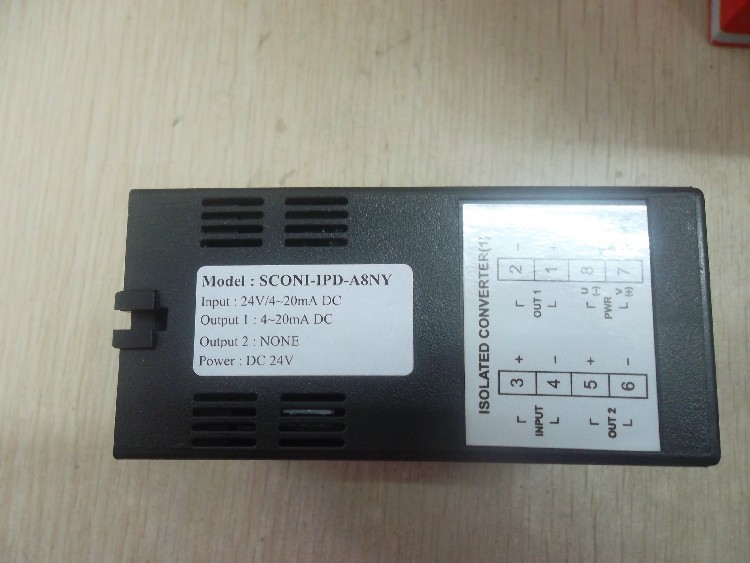 Model : SCONI-IPD-A8NY
Input : 24V/4~20mA DC
Output 1 : 4~20mA DC
Output 2 : NONE
Power : DC 24V
ISOLATED CONVERTER(1)
3 + 4 -
INPUT
5 + 6 -
OUT 2
2 - 1 +
OUT 1
8 7
U (-) V (+)
PWR